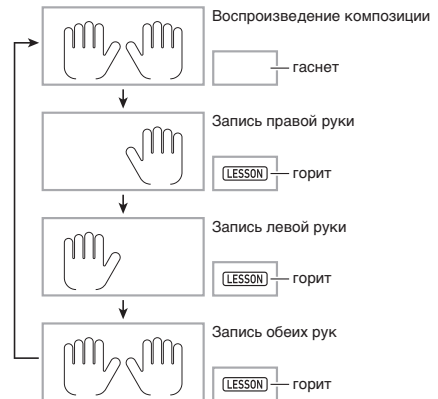 Воспроизведение композиции
гаснет
Запись правой руки
LESSON
горит
Запись левой руки
LESSON
горит
Запись обеих рук
LESSON
горит